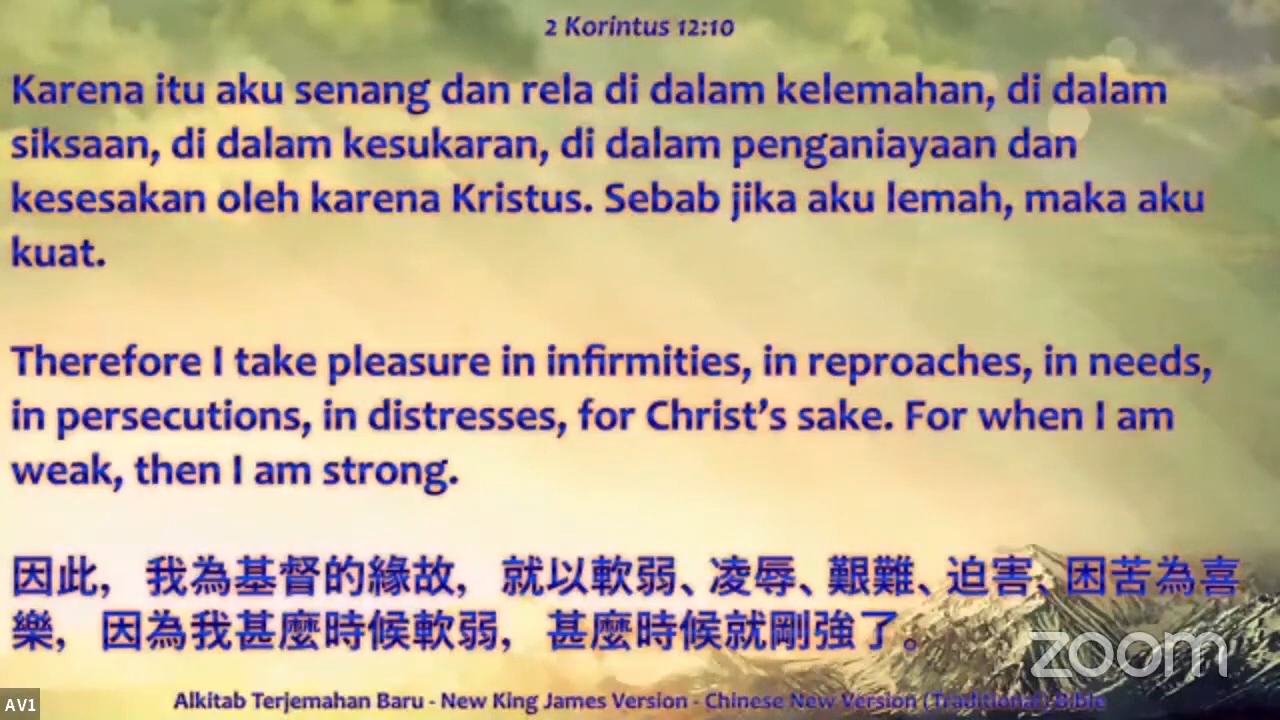 2 Korintus 12:10
Karena itu aku senang dan rela di dalam kelemahan, di dalam
siksaan, di dalam kesukaran, di dalam penganiayaan dan
kesesakan oleh karena Kristus. Sebab jika aku lemah, maka aku
kuat.
Therefore I take pleasure in infirmities, in reproaches, in needs,
in persecutions, in distresses, for Christ’s sake. For when I am
weak, then I am strong.
因此，我為基督的緣故，就以軟弱、凌辱、艱難、迫害、困苦為喜
樂，因為我甚麼時候軟弱，甚麼時候就剛強了。
zoom
AV1
Alkitab Terjemahan Baru - New King James Version - Chinese New Version (Traditional) Bible